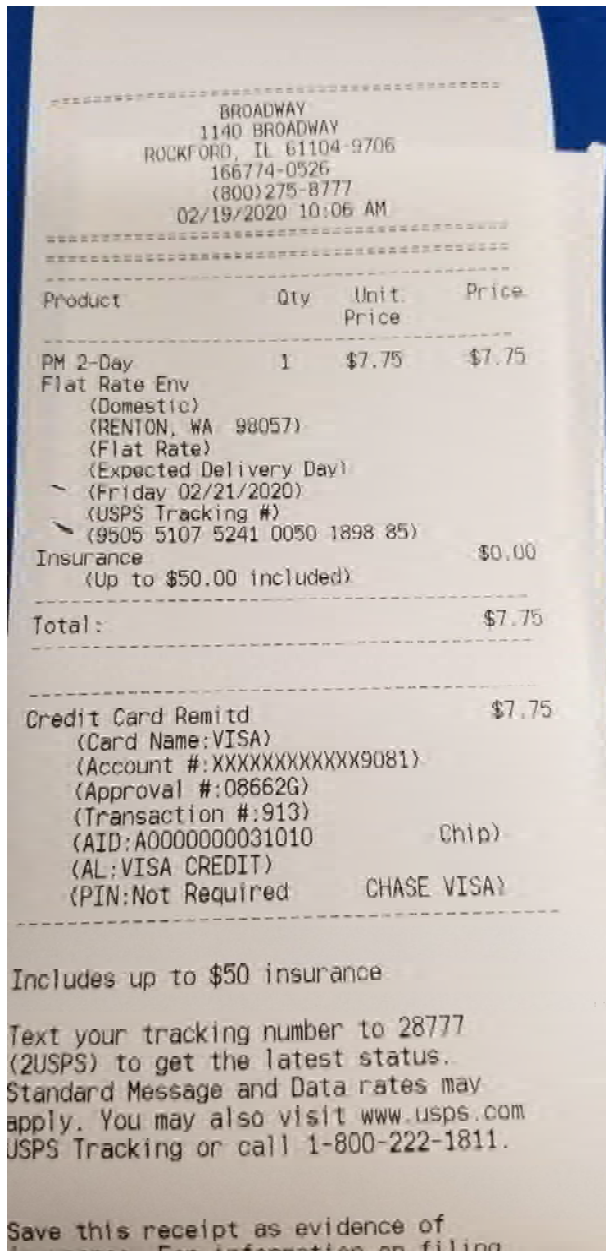 BROADWAY
1140 BROADWAY
ROCKFORD, IL 61104-9706
166774-0526
(800)275-8777
02/19/2020 10:06 AM
Product Qty Unit Price
Price
PM 2-Day 1 $7.75 $7.75
Flat Rate Env
(Domestic)
(RENTON, WA 98057)
(Flat Rate)
(Expected Delivery Day)
(Friday 02/21/2020)
(USPS Tracking #)
(9505 5107 5241 0050 1898 85)
Insurance $0.00
(Up to $50.00 included)
Total: $7.75
Credit Card Remitd $7.75
(Card Name:VISA)
(Account #:XXXXXXXXXXXX9081)
(Approval #:08662G)
(Transaction #:913)
(AID:A0000000031010 Chip)
(AL:VISA CREDIT)
(PIN:Not Required CHASE VISA)
Includes up to $50 insurance
Text your tracking number to 28777
(2USPS) to get the latest status.
Standard Message and Data rates may
apply. You may also visit www.usps.com
USPS Tracking or call 1-800-222-1811.
Save this receipt as evidence of
insurance. For information on filing